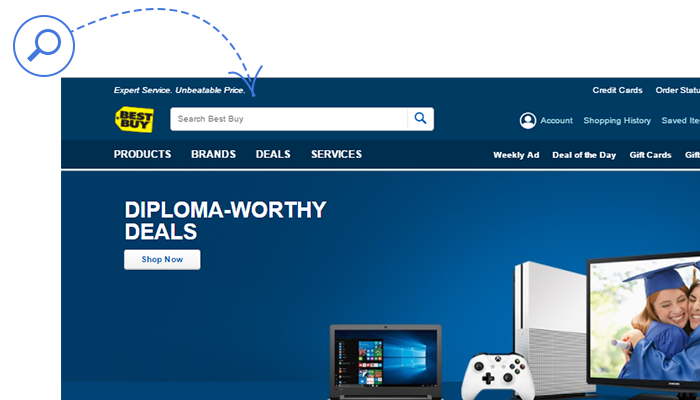 Expert Service. Unbeatable Price.
Credit Cards Order Statu
BEST
BUY
Search Best Buy
Account Shopping History Saved Ite
PRODUCTS BRANDS DEALS SERVICES
Weekly Ad Deal of the Day Gift Cards Gift
DIPLOMA-WORTHY
DEALS
Shop Now